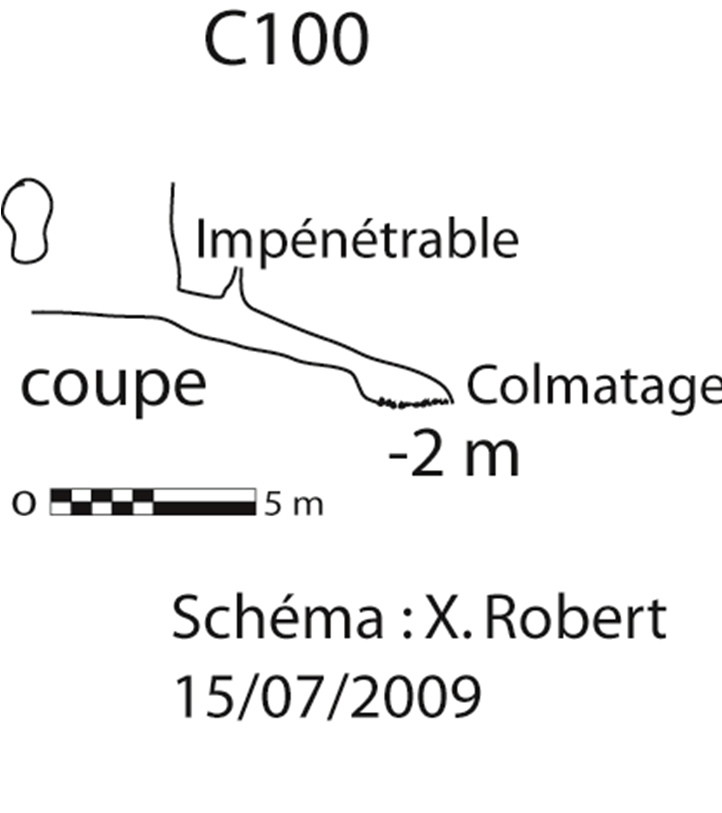 C100
Impénétrable
coupe
Colmatage
-2 m
0 5 m
Schéma : X. Robert
15/07/2009